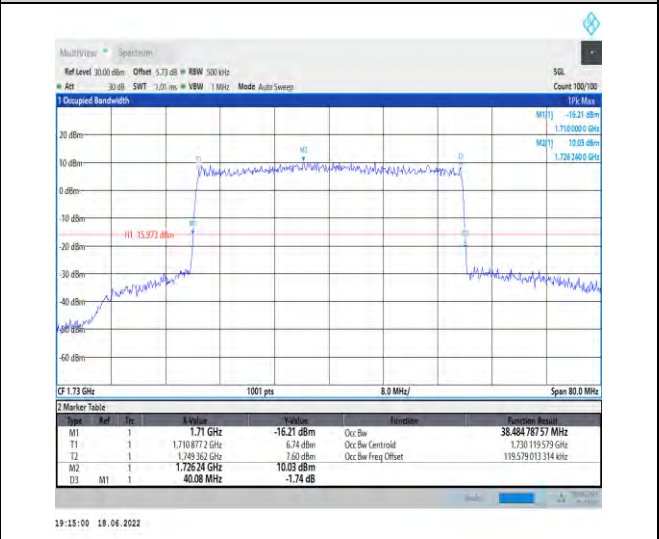 MultiView Spectrum
Ref Level 30.00 dBm Offset 5.73 dB RBW 500 kHz SGL
Att 30 dB SWT 1.01 ms VBW 1 MHz Mode Auto Sweep Count 100/100
1 Occupied Bandwidth 1Pk Max
M1[1] -16.21 dBm
1.710 000 0 GHz
M2[1] 10.03 dBm
1.726 240 0 GHz
20 dBm
10 dBm
0 dBm
-10 dBm
-20 dBm
-30 dBm
-40 dBm
-50 dBm
-60 dBm
T1
M2
T2
M1
H1 -15.973 dBm
D3
CF 1.73 GHz 1001 pts 8.0 MHz/ Span 80.0 MHz
2 Marker Table
Type Ref Trc X-Value Y-Value Function Function Result
M1 1 1.71 GHz -16.21 dBm Occ Bw 38.484 787 57 MHz
T1 1 1.710 877 2 GHz 6.74 dBm Occ Bw Centroid 1.730 119 579 GHz
T2 1 1.749 362 GHz 7.60 dBm Occ Bw Freq Offset 119.579 013 314 kHz
M2 1 1.726 24 GHz 10.03 dBm
D3 M1 1 40.08 MHz -1.74 dB
19:15:00 18.06.2022